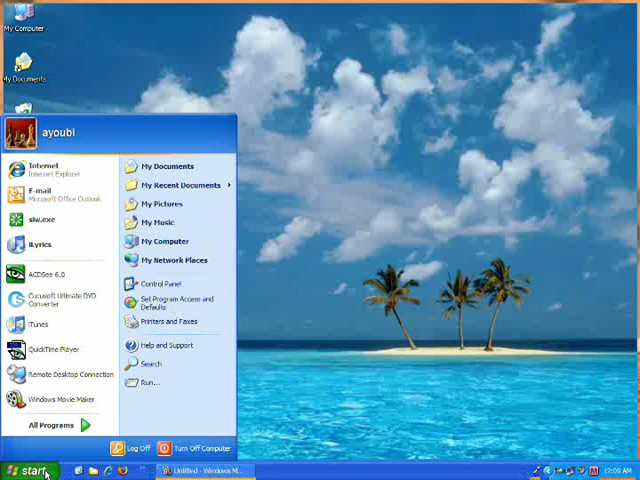 My Computer
My Documents
ayoubi
Internet
Internet Explorer
E-mail
Microsoft Office Outlook
siw.exe
iLyrics
ACDSee 6.0
Cucusoft Ultimate DVD
Converter
iTunes
QuickTime Player
Remote Desktop Connection
Windows Movie Maker
All Programs
My Documents
My Recent Documents
My Pictures
My Music
My Computer
My Network Places
Control Panel
Set Program Access and
Defaults
Printers and Faxes
Help and Support
Search
Run...
Log Off
Turn Off Computer
start
Untitled - Windows M...
12:09 AM